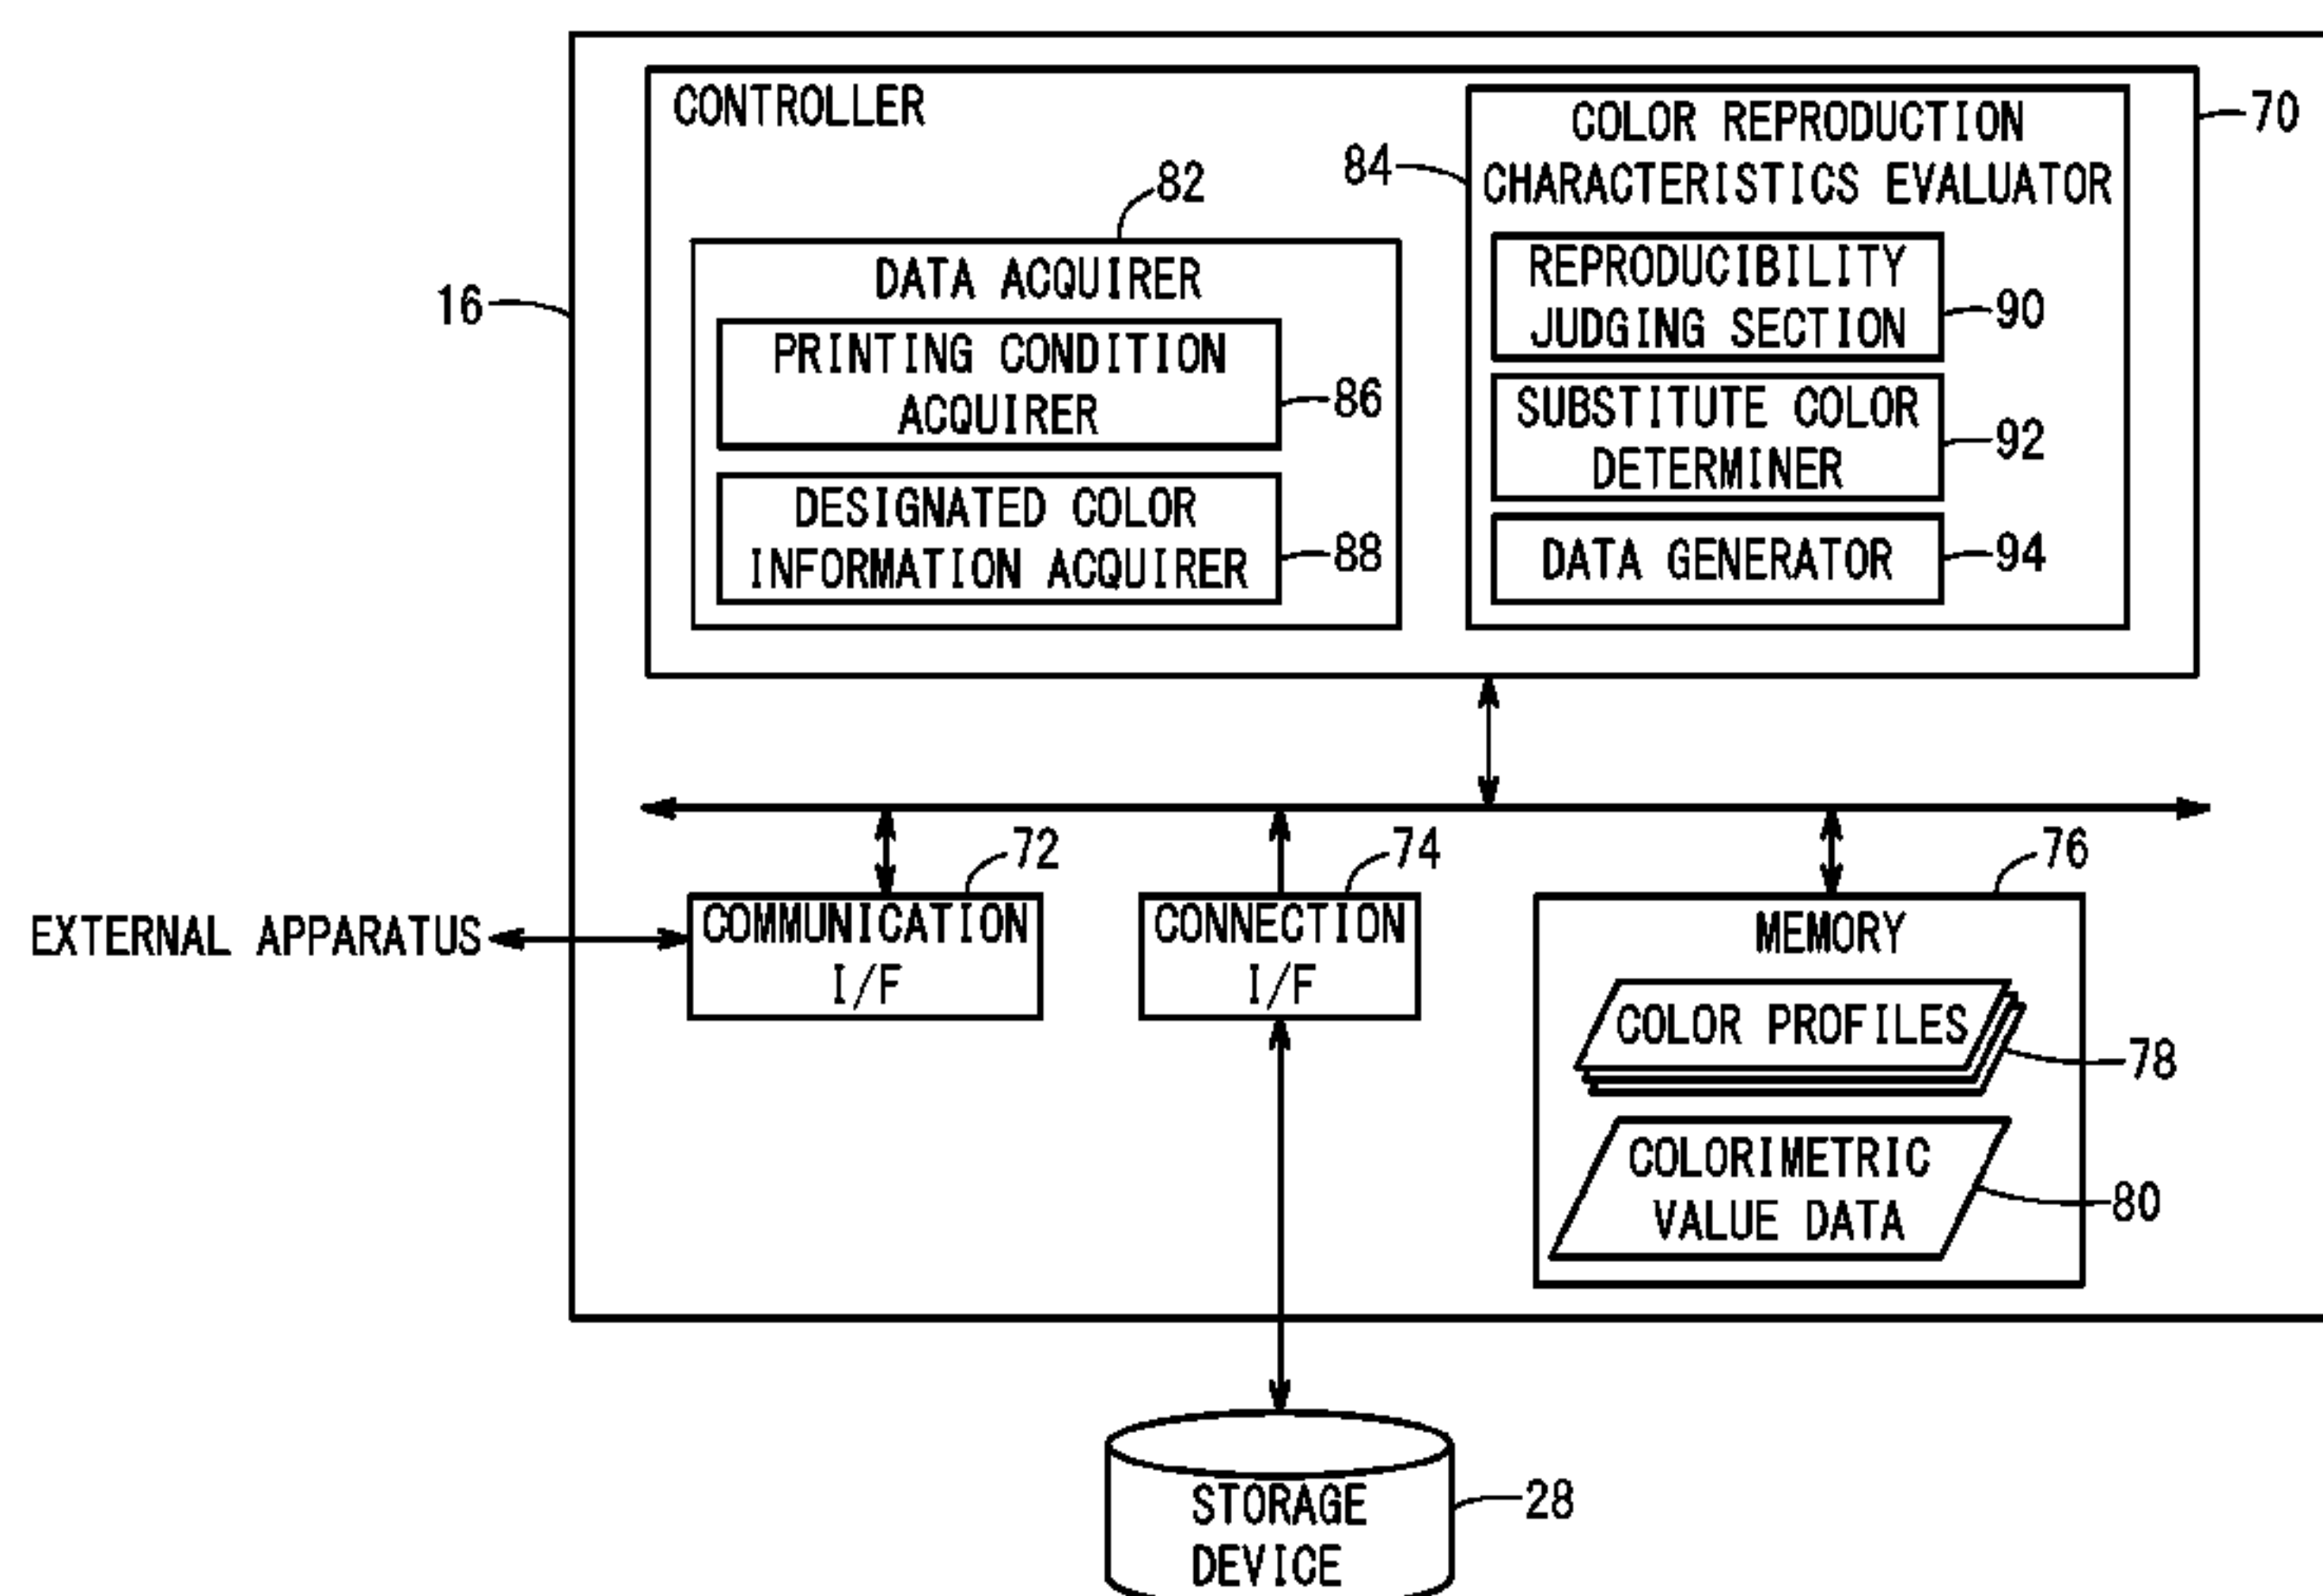 CONTROLLER
70
COLOR REPRODUCTION
CHARACTERISTICS EVALUATOR
84
82
DATA ACQUIRER
REPRODUCIBILITY
JUDGING SECTION
90
16
PRINTING CONDITION
ACQUIRER
86
SUBSTITUTE COLOR
DETERMINER
92
DESIGNATED COLOR
INFORMATION ACQUIRER
88
DATA GENERATOR
94
72
74
76
EXTERNAL APPARATUS
COMMUNICATION
I/F
CONNECTION
I/F
MEMORY
COLOR PROFILES
78
COLORIMETRIC
VALUE DATA
80
STORAGE
DEVICE
28